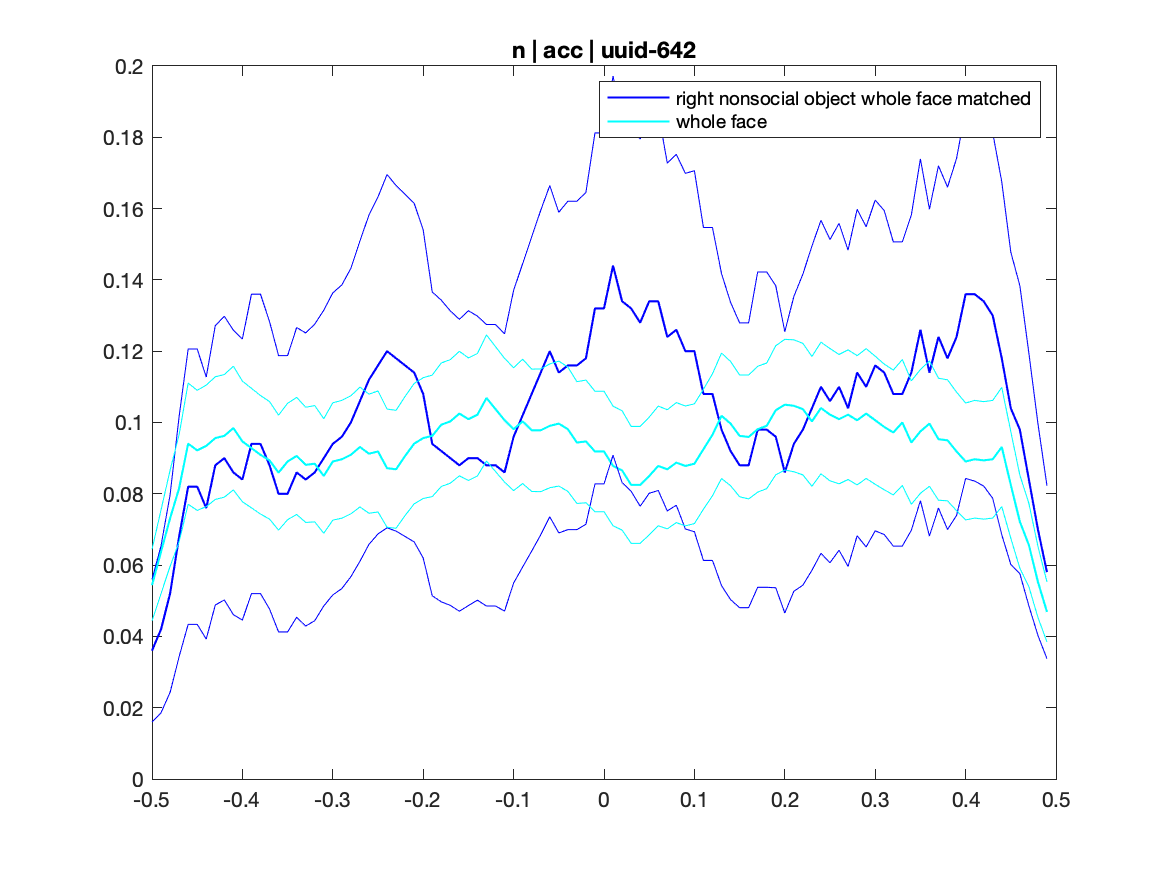 n | acc | uuid-642
right nonsocial object whole face matched
whole face
0.2
0.18
0.16
0.14
0.12
0.1
0.08
0.06
0.04
0.02
0
-0.5 -0.4 -0.3 -0.2 -0.1 0 0.1 0.2 0.3 0.4 0.5